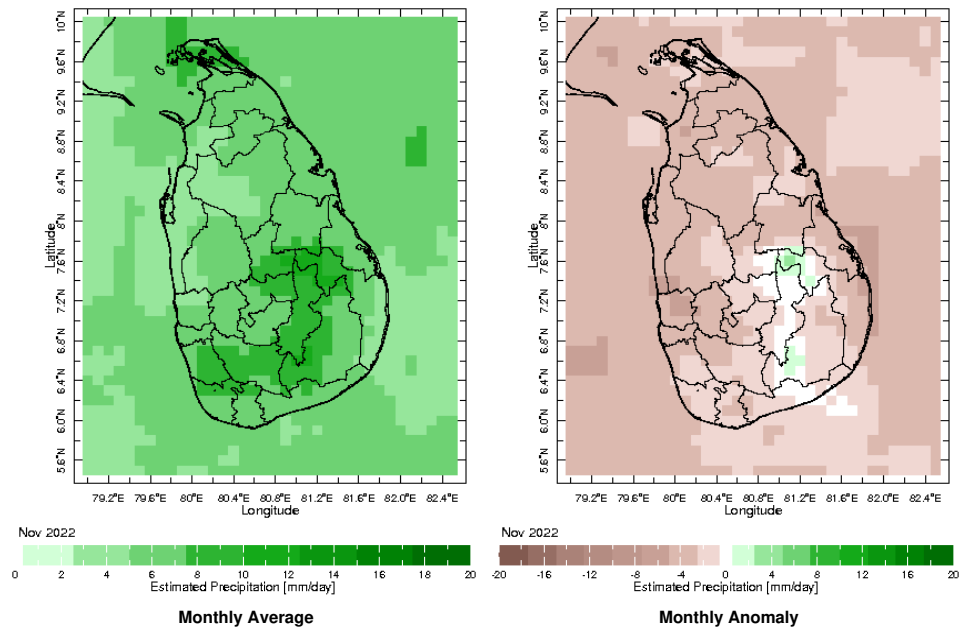 10°N
9.6°N
9.2°N
8.8°N
8.4°N
8°N
7.6°N
7.2°N
6.8°N
6.4°N
6.0°N
5.6°N
Latitude
79.2°E 79.6°E 80°E 80.4°E 80.8°E 81.2°E 81.6°E 82.0°E 82.4°E
Longitude
Nov 2022
0 2 4 6 8 10 12 14 16 18 20
Estimated Precipitation [mm/day]
Monthly Average
10°N
9.6°N
9.2°N
8.8°N
8.4°N
8°N
7.6°N
7.2°N
6.8°N
6.4°N
6.0°N
5.6°N
Latitude
79.2°E 79.6°E 80°E 80.4°E 80.8°E 81.2°E 81.6°E 82.0°E 82.4°E
Longitude
Nov 2022
-20 -16 -12 -8 -4 0 4 8 12 16 20
Estimated Precipitation [mm/day]
Monthly Anomaly